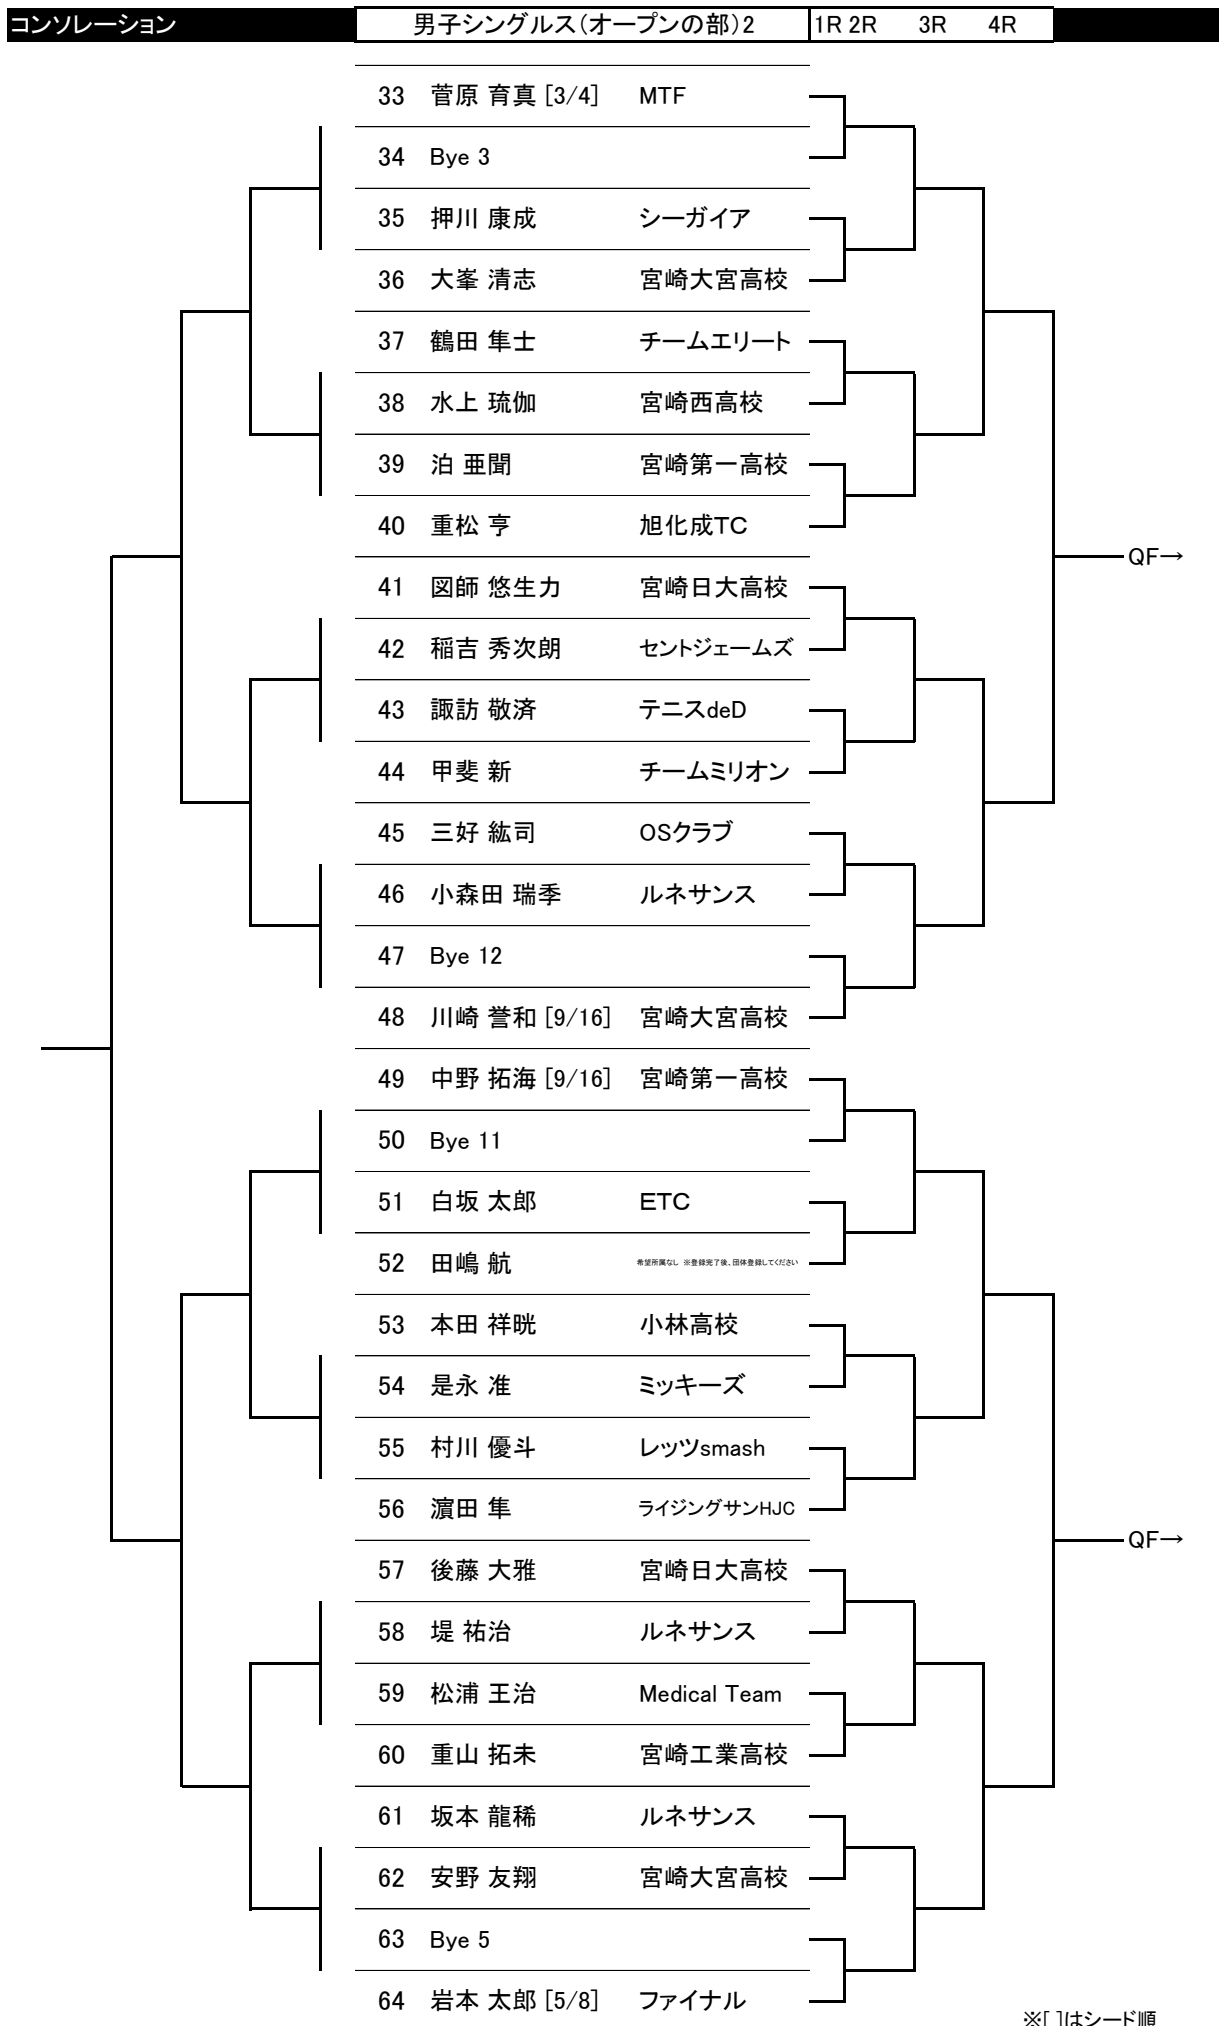 コンソレーション 男子シングルス(オープンの部)2 1R 2R 3R 4R
33 菅原 育真 [3/4] MTF
34 Bye 3
35 押川 康成 シーガイア
36 大峯 清志 宮崎大宮高校
37 鶴田 隼士 チームエリート
38 水上 琉伽 宮崎西高校
39 泊 亜聞 宮崎第一高校
40 重松 亨 旭化成TC
QF→
41 図師 悠生力 宮崎日大高校
42 稲吉 秀次朗 セントジェームズ
43 諏訪 敬済 テニスdeD
44 甲斐 新 チームミリオン
45 三好 紘司 OSクラブ
46 小森田 瑞季 ルネサンス
47 Bye 12
48 川崎 誉和 [9/16] 宮崎大宮高校
49 中野 拓海 [9/16] 宮崎第一高校
50 Bye 11
51 白坂 太郎 ETC
52 田嶋 航 希望所属なし ※登録完了後、団体登録してください
53 本田 祥晄 小林高校
54 是永 准 ミッキーズ
55 村川 優斗 レッツsmash
56 濵田 隼 ライジングサンHJC
QF→
57 後藤 大雅 宮崎日大高校
58 堤 祐治 ルネサンス
59 松浦 王治 Medical Team
60 重山 拓未 宮崎工業高校
61 坂本 龍稀 ルネサンス
62 安野 友翔 宮崎大宮高校
63 Bye 5
64 岩本 太郎 [5/8] ファイナル
※[ ]はシード順